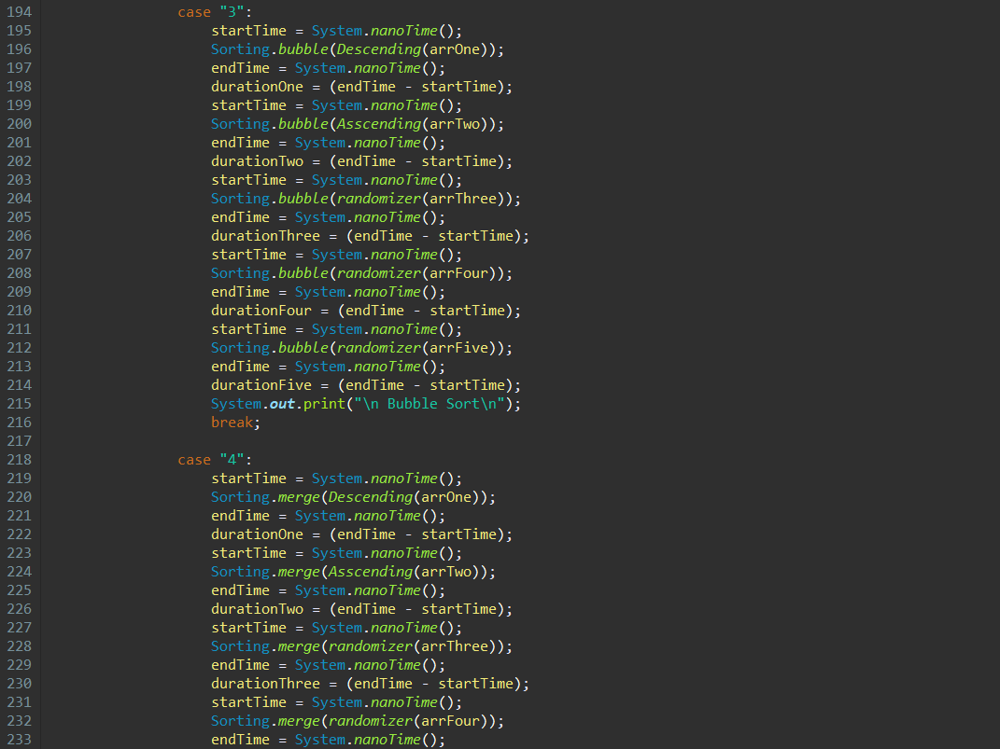 194 case "3":
195 startTime = System.nanoTime();
196 Sorting.bubble(Descending(arrOne));
197 endTime = System.nanoTime();
198 durationOne = (endTime - startTime);
199 startTime = System.nanoTime();
200 Sorting.bubble(Asscending(arrTwo));
201 endTime = System.nanoTime();
202 durationTwo = (endTime - startTime);
203 startTime = System.nanoTime();
204 Sorting.bubble(randomizer(arrThree));
205 endTime = System.nanoTime();
206 durationThree = (endTime - startTime);
207 startTime = System.nanoTime();
208 Sorting.bubble(randomizer(arrFour));
209 endTime = System.nanoTime();
210 durationFour = (endTime - startTime);
211 startTime = System.nanoTime();
212 Sorting.bubble(randomizer(arrFive));
213 endTime = System.nanoTime();
214 durationFive = (endTime - startTime);
215 System.out.print("\n Bubble Sort\n");
216 break;
217
218 case "4":
219 startTime = System.nanoTime();
220 Sorting.merge(Descending(arrOne));
221 endTime = System.nanoTime();
222 durationOne = (endTime - startTime);
223 startTime = System.nanoTime();
224 Sorting.merge(Asscending(arrTwo));
225 endTime = System.nanoTime();
226 durationTwo = (endTime - startTime);
227 startTime = System.nanoTime();
228 Sorting.merge(randomizer(arrThree));
229 endTime = System.nanoTime();
230 durationThree = (endTime - startTime);
231 startTime = System.nanoTime();
232 Sorting.merge(randomizer(arrFour));
233 endTime = System.nanoTime();